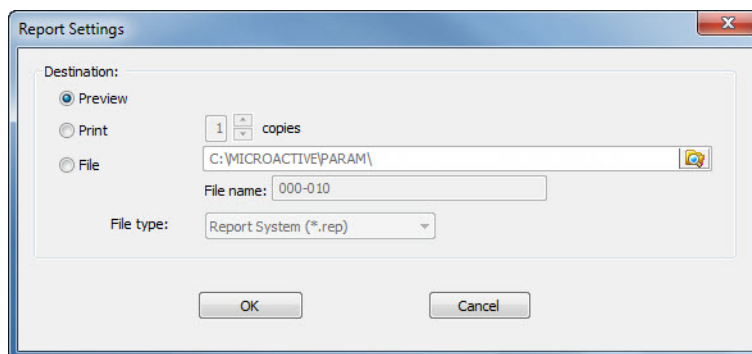 Report Settings
Destination:
Preview
Print 1 copies
File C:\MICROACTIVE\PARAM\
File name: 000-010
File type: Report System (*.rep)
OK Cancel